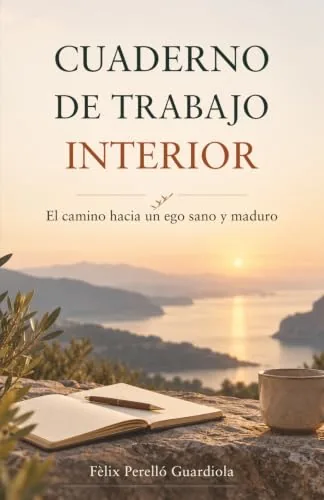 CUADERNO
DE TRABAJO
INTERIOR
El camino hacia un ego sano y maduro
Fèlix Perelló Guardiola